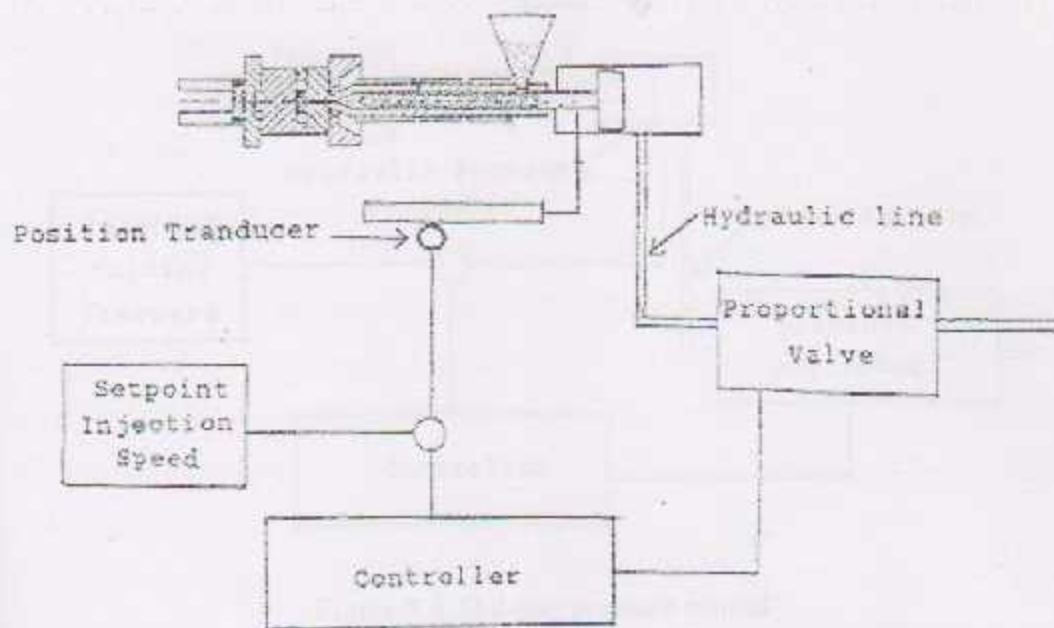 Position Tranducer
Hydraulic line
Proportional
Valve
Setpoint
Injection
Speed
Controller